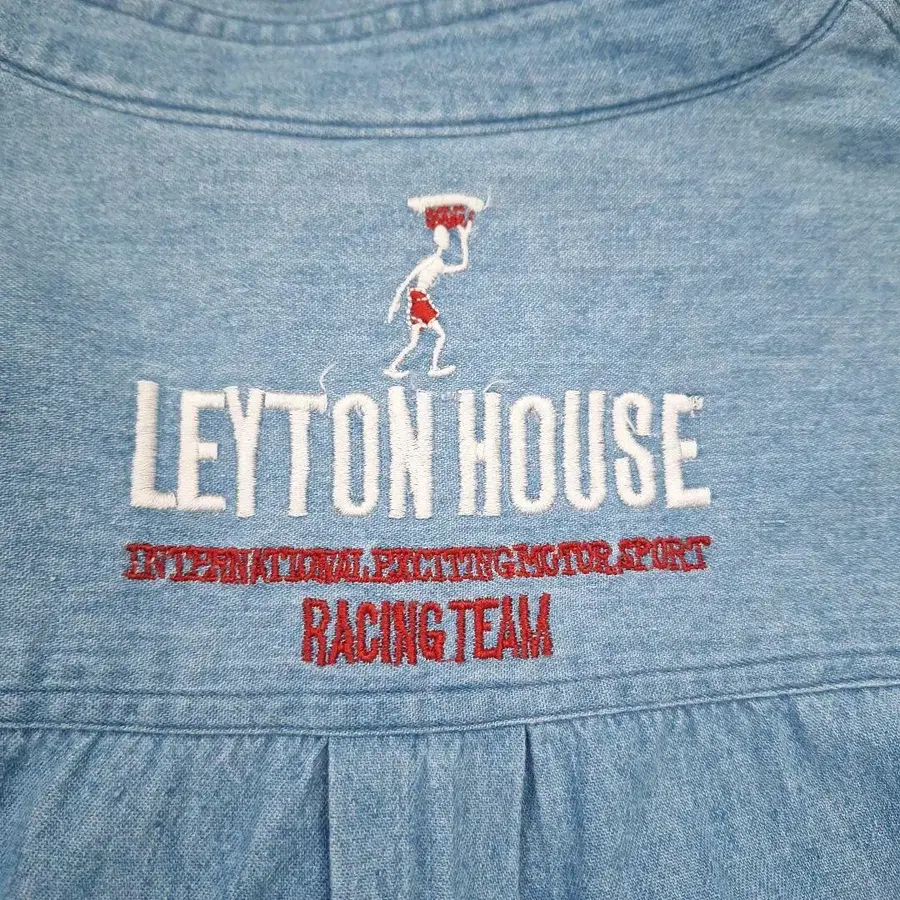 LEYTON HOUSE
INTERNATIONAL EXCITING MOTOR SPORT
RACING TEAM